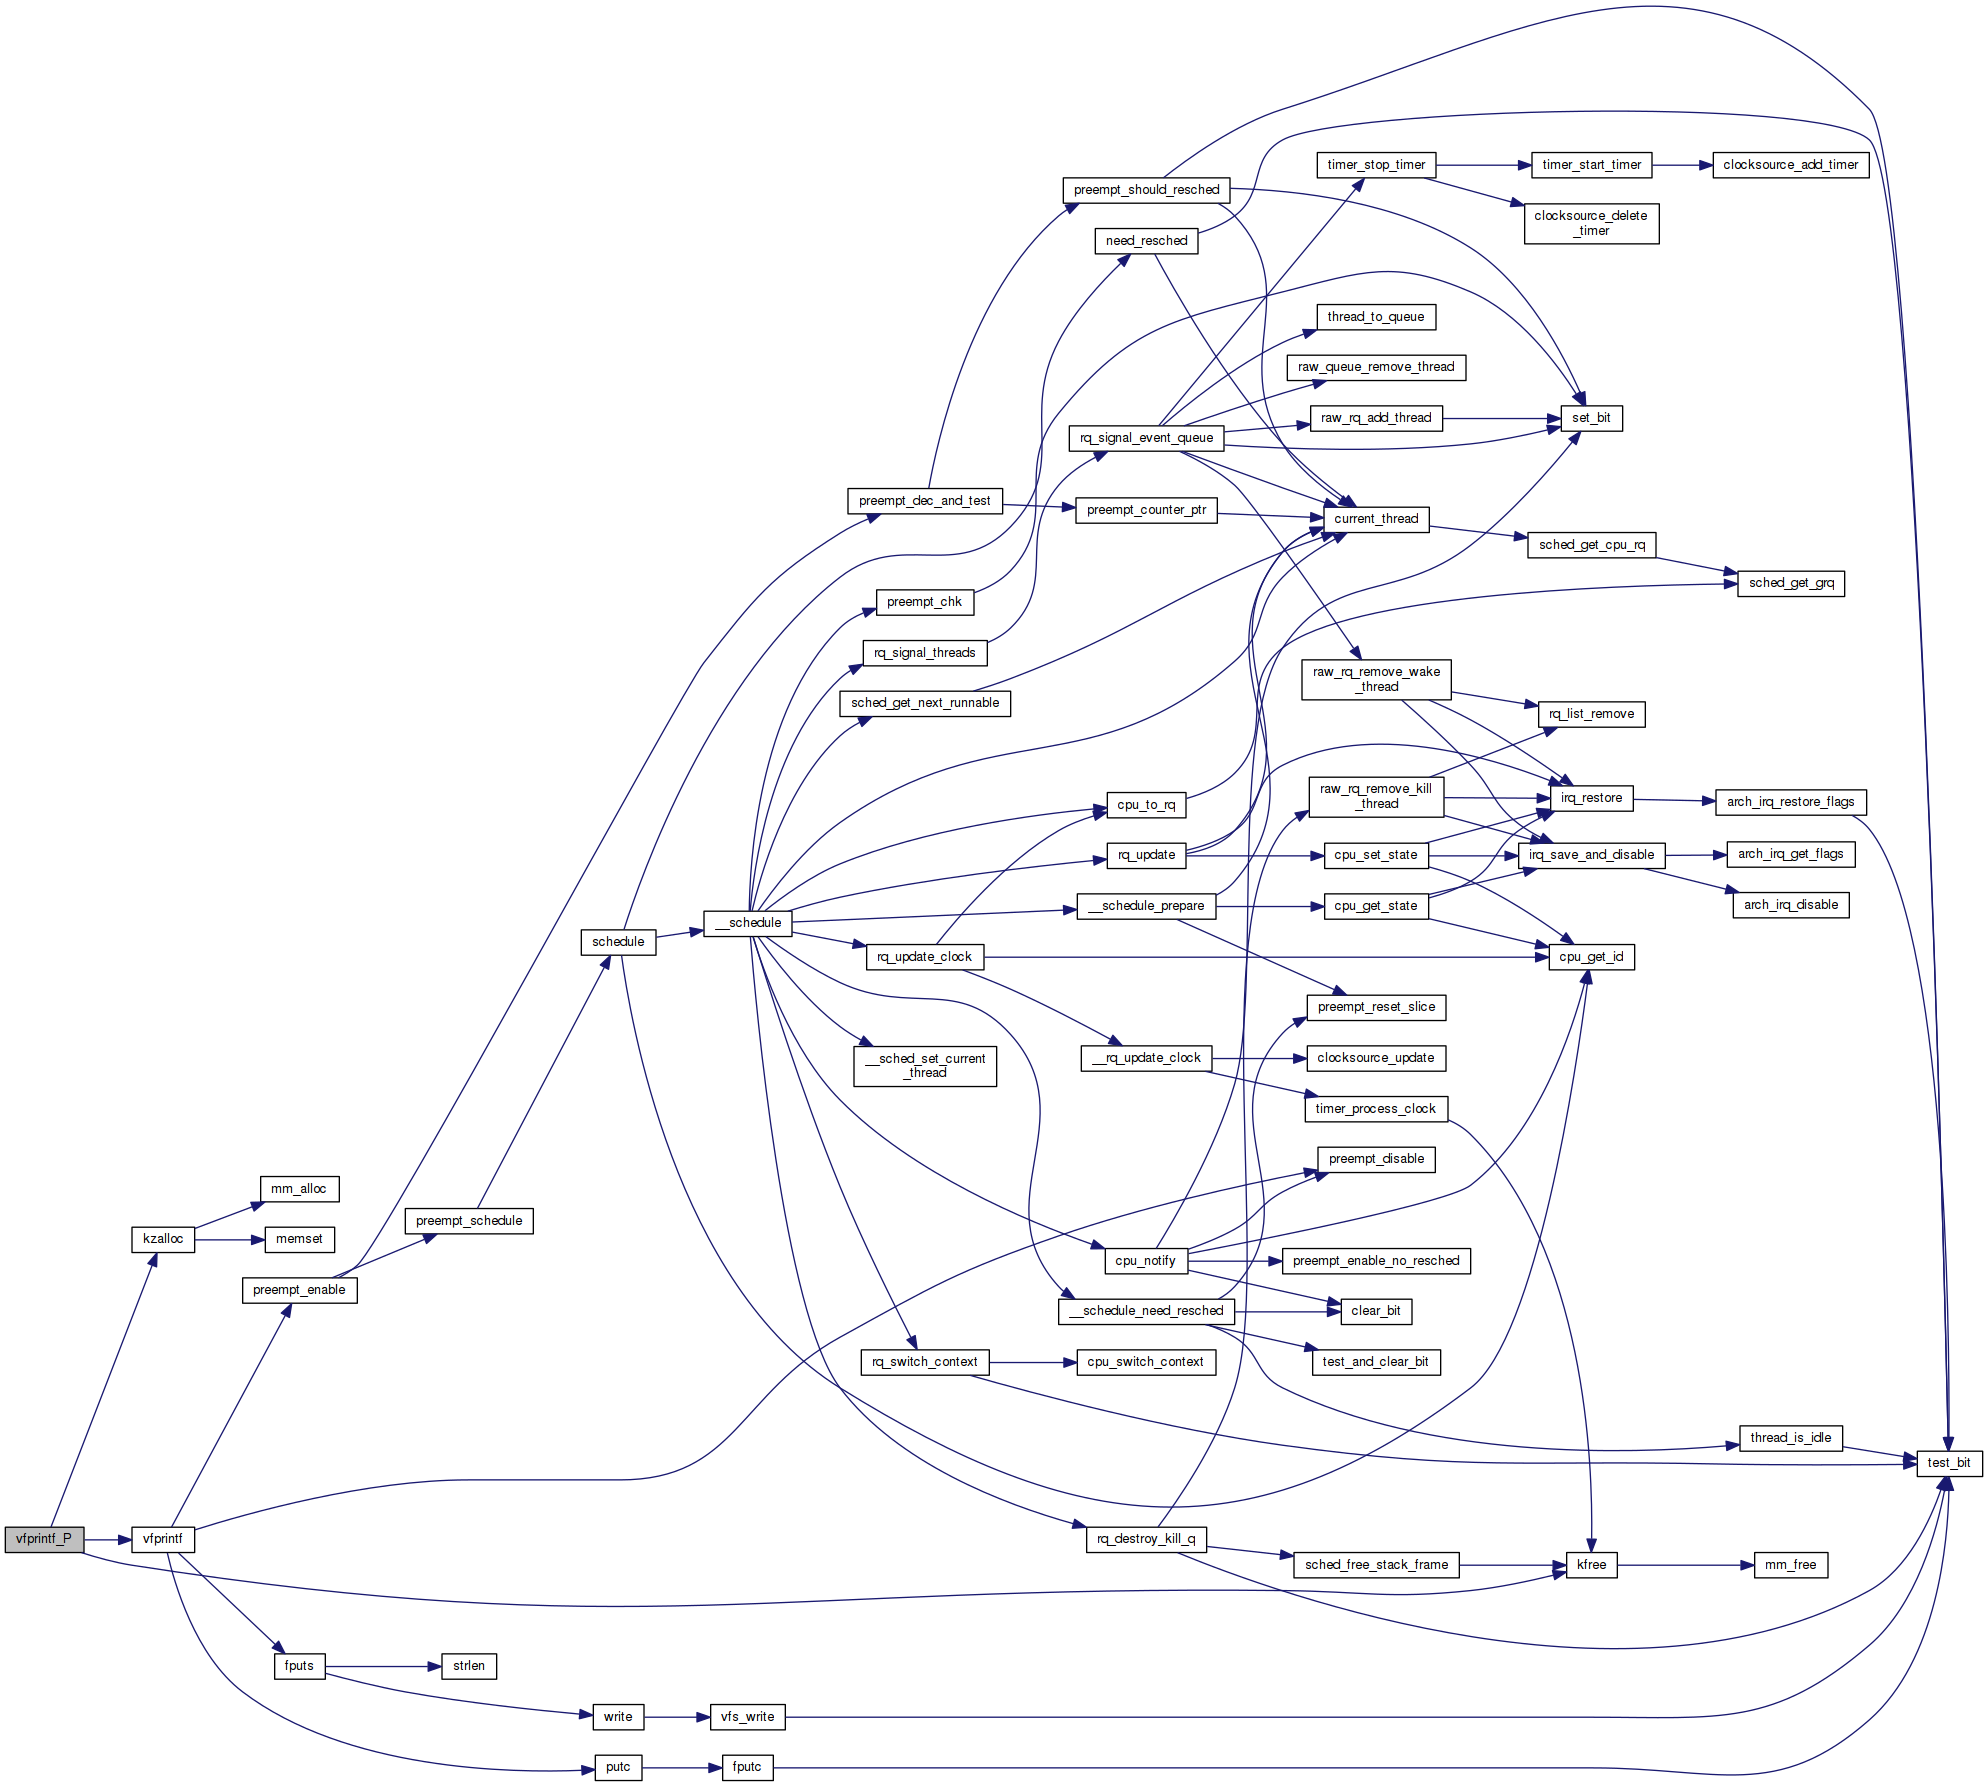 timer_stop_timer
timer_start_timer
clocksource_add_timer
preempt_should_resched
clocksource_delete
_timer
need_resched
thread_to_queue
raw_queue_remove_thread
raw_rq_add_thread
set_bit
rq_signal_event_queue
preempt_dec_and_test
preempt_counter_ptr
current_thread
sched_get_cpu_rq
sched_get_grq
preempt_chk
rq_signal_threads
raw_rq_remove_wake
_thread
sched_get_next_runnable
rq_list_remove
raw_rq_remove_kill
_thread
cpu_to_rq
irq_restore
arch_irq_restore_flags
rq_update
cpu_set_state
irq_save_and_disable
arch_irq_get_flags
__schedule_prepare
cpu_get_state
arch_irq_disable
__schedule
schedule
rq_update_clock
cpu_get_id
preempt_reset_slice
__sched_set_current
_thread
__rq_update_clock
clocksource_update
timer_process_clock
preempt_disable
mm_alloc
preempt_schedule
kzalloc
memset
cpu_notify
preempt_enable_no_resched
preempt_enable
__schedule_need_resched
clear_bit
rq_switch_context
cpu_switch_context
test_and_clear_bit
thread_is_idle
test_bit
vfprintf_P
vfprintf
rq_destroy_kill_q
sched_free_stack_frame
kfree
mm_free
fputs
strlen
write
vfs_write
putc
fputc